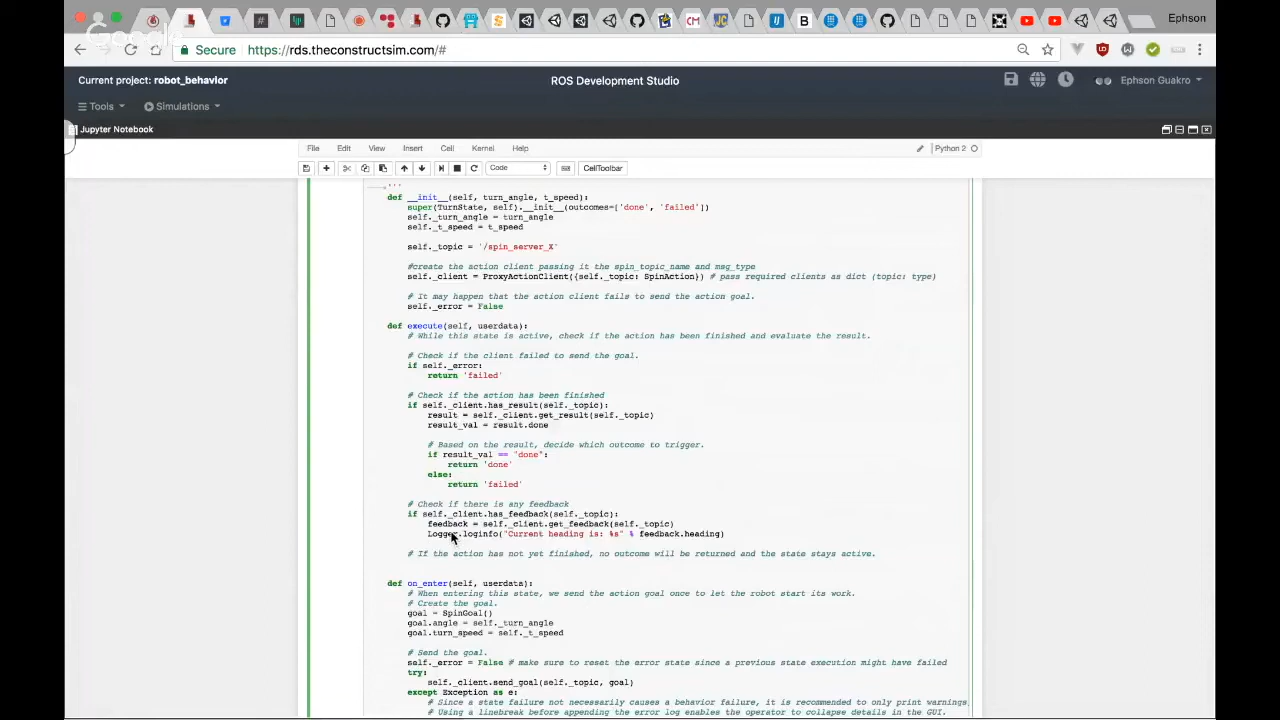 Ephson
Google
Secure https://rds.theconstructsim.com/#
Current project: robot_behavior
ROS Development Studio
Ephson Guakro
Tools
Simulations
Jupyter Notebook
File Edit View Insert Cell Kernel Help
Python 2
Code
CellToolbar
'''
def __init__(self, turn_angle, t_speed):
super(TurnState, self).__init__(outcomes=['done', 'failed'])
self._turn_angle = turn_angle
self._t_speed = t_speed
self._topic = '/spin_server_X'
#create the action client passing it the spin_topic_name and msg_type
self._client = ProxyActionClient({self._topic: SpinAction}) # pass required clients as dict (topic: type)
# It may happen that the action client fails to send the action goal.
self._error = False
def execute(self, userdata):
# While this state is active, check if the action has been finished and evaluate the result.
# Check if the client failed to send the goal.
if self._error:
return 'failed'
# Check if the action has been finished
if self._client.has_result(self._topic):
result = self._client.get_result(self._topic)
result_val = result.done
# Based on the result, decide which outcome to trigger.
if result_val == "done":
return 'done'
else:
return 'failed'
# Check if there is any feedback
if self._client.has_feedback(self._topic):
feedback = self._client.get_feedback(self._topic)
Logger.loginfo("Current heading is: %s" % feedback.heading)
# If the action has not yet finished, no outcome will be returned and the state stays active.
def on_enter(self, userdata):
# When entering this state, we send the action goal once to let the robot start its work.
# Create the goal.
goal = SpinGoal()
goal.angle = self._turn_angle
goal.turn_speed = self._t_speed
# Send the goal.
self._error = False # make sure to reset the error state since a previous state execution might have failed
try:
self._client.send_goal(self._topic, goal)
except Exception as e:
# Since a state failure not necessarily causes a behavior failure, it is recommended to only print warnings,
# Using a linebreak before appending the error log enables the operator to collapse details in the GUI.